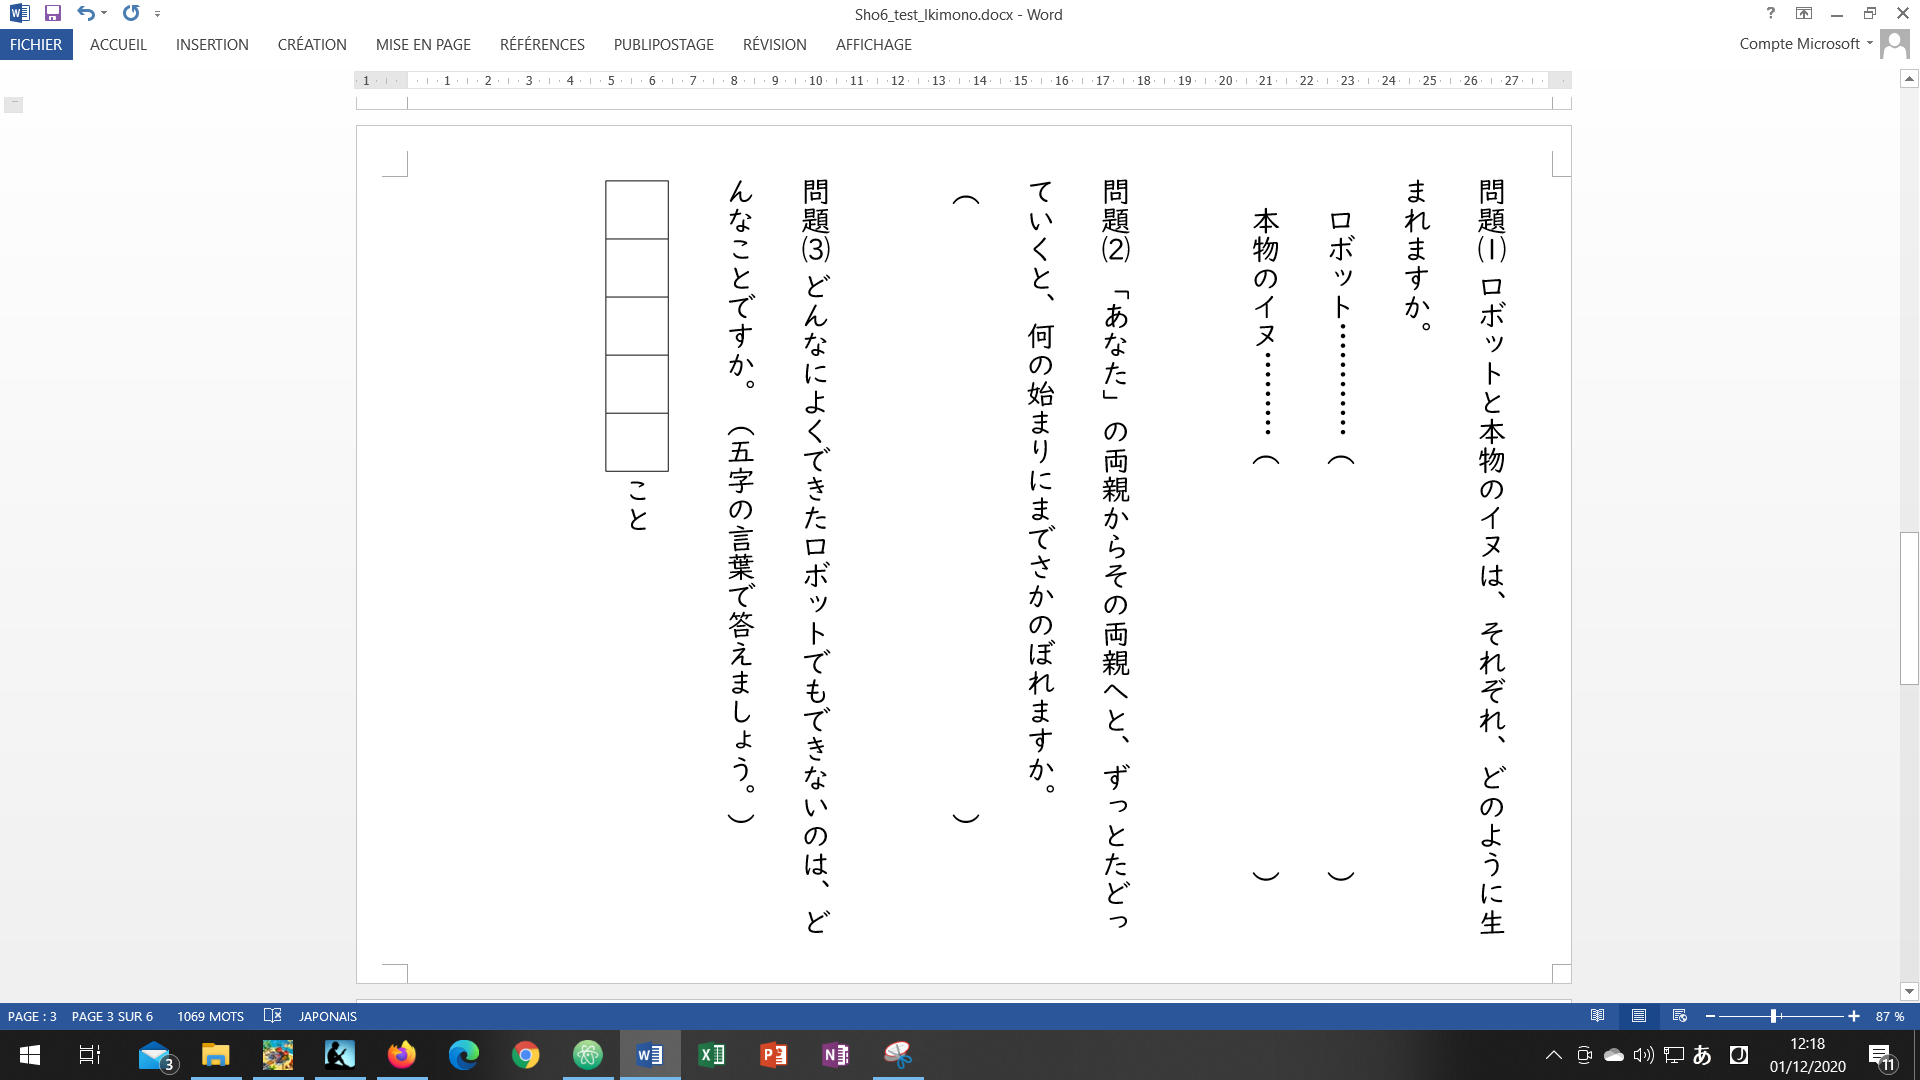 Sho6_test_Ikimono.docx - Word
FICHIER ACCUEIL INSERTION CRÉATION MISE EN PAGE RÉFÉRENCES PUBLIPOSTAGE RÉVISION AFFICHAGE
Compte Microsoft
1 1 2 3 4 5 6 7 8 9 10 11 12 13 14 15 16 17 18 19 20 21 22 23 24 25 26 27
問題⑴ ロボットと本物のイヌは、それぞれ、どのように生
まれますか。
ロボット…………（ ）
本物のイヌ………（ ）
問題⑵ 「あなた」の両親からその両親へと、ずっとたどっ
ていくと、何の始まりにまでさかのぼれますか。
（ ）
問題⑶ どんなによくできたロボットでもできないのは、ど
んなことですか。（五字の言葉で答えましょう。）
こと
PAGE : 3 PAGE 3 SUR 6 1069 MOTS JAPONAIS
87 %
3
あ
12:18
01/12/2020
11